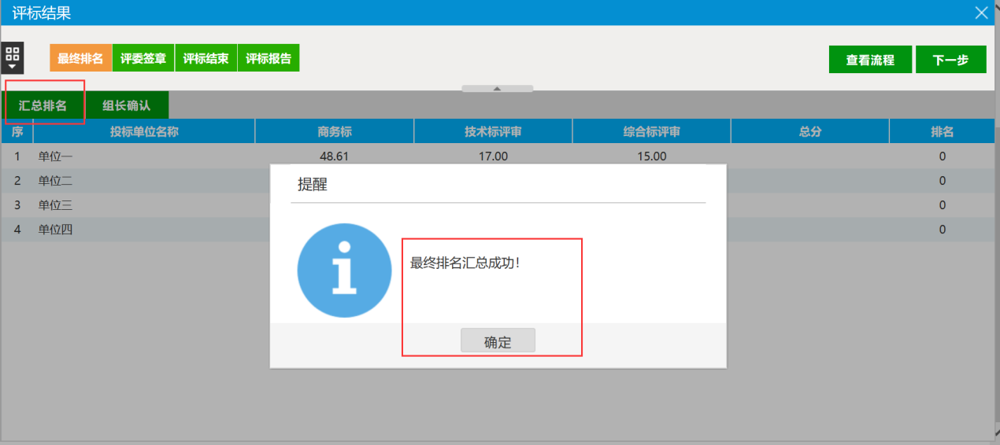 评标结果
最终排名 评委签章 评标结束 评标报告 查看流程 下一步
汇总排名 组长确认
序 投标单位名称 商务标 技术标评审 综合标评审 总分 排名
1 单位一 48.61 17.00 15.00 0
2 单位二 0
3 单位三 0
4 单位四 0
提醒
最终排名汇总成功！
确定